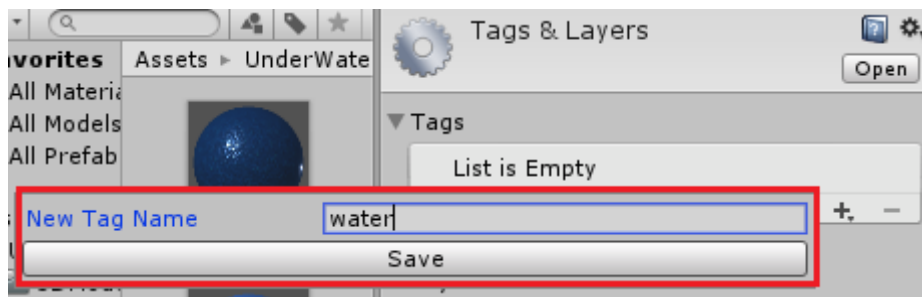 Tags & Layers
Open
vorites
Assets ▸ UnderWate
All Materia
All Models
All Prefab
Tags
List is Empty
New Tag Name
water
Save